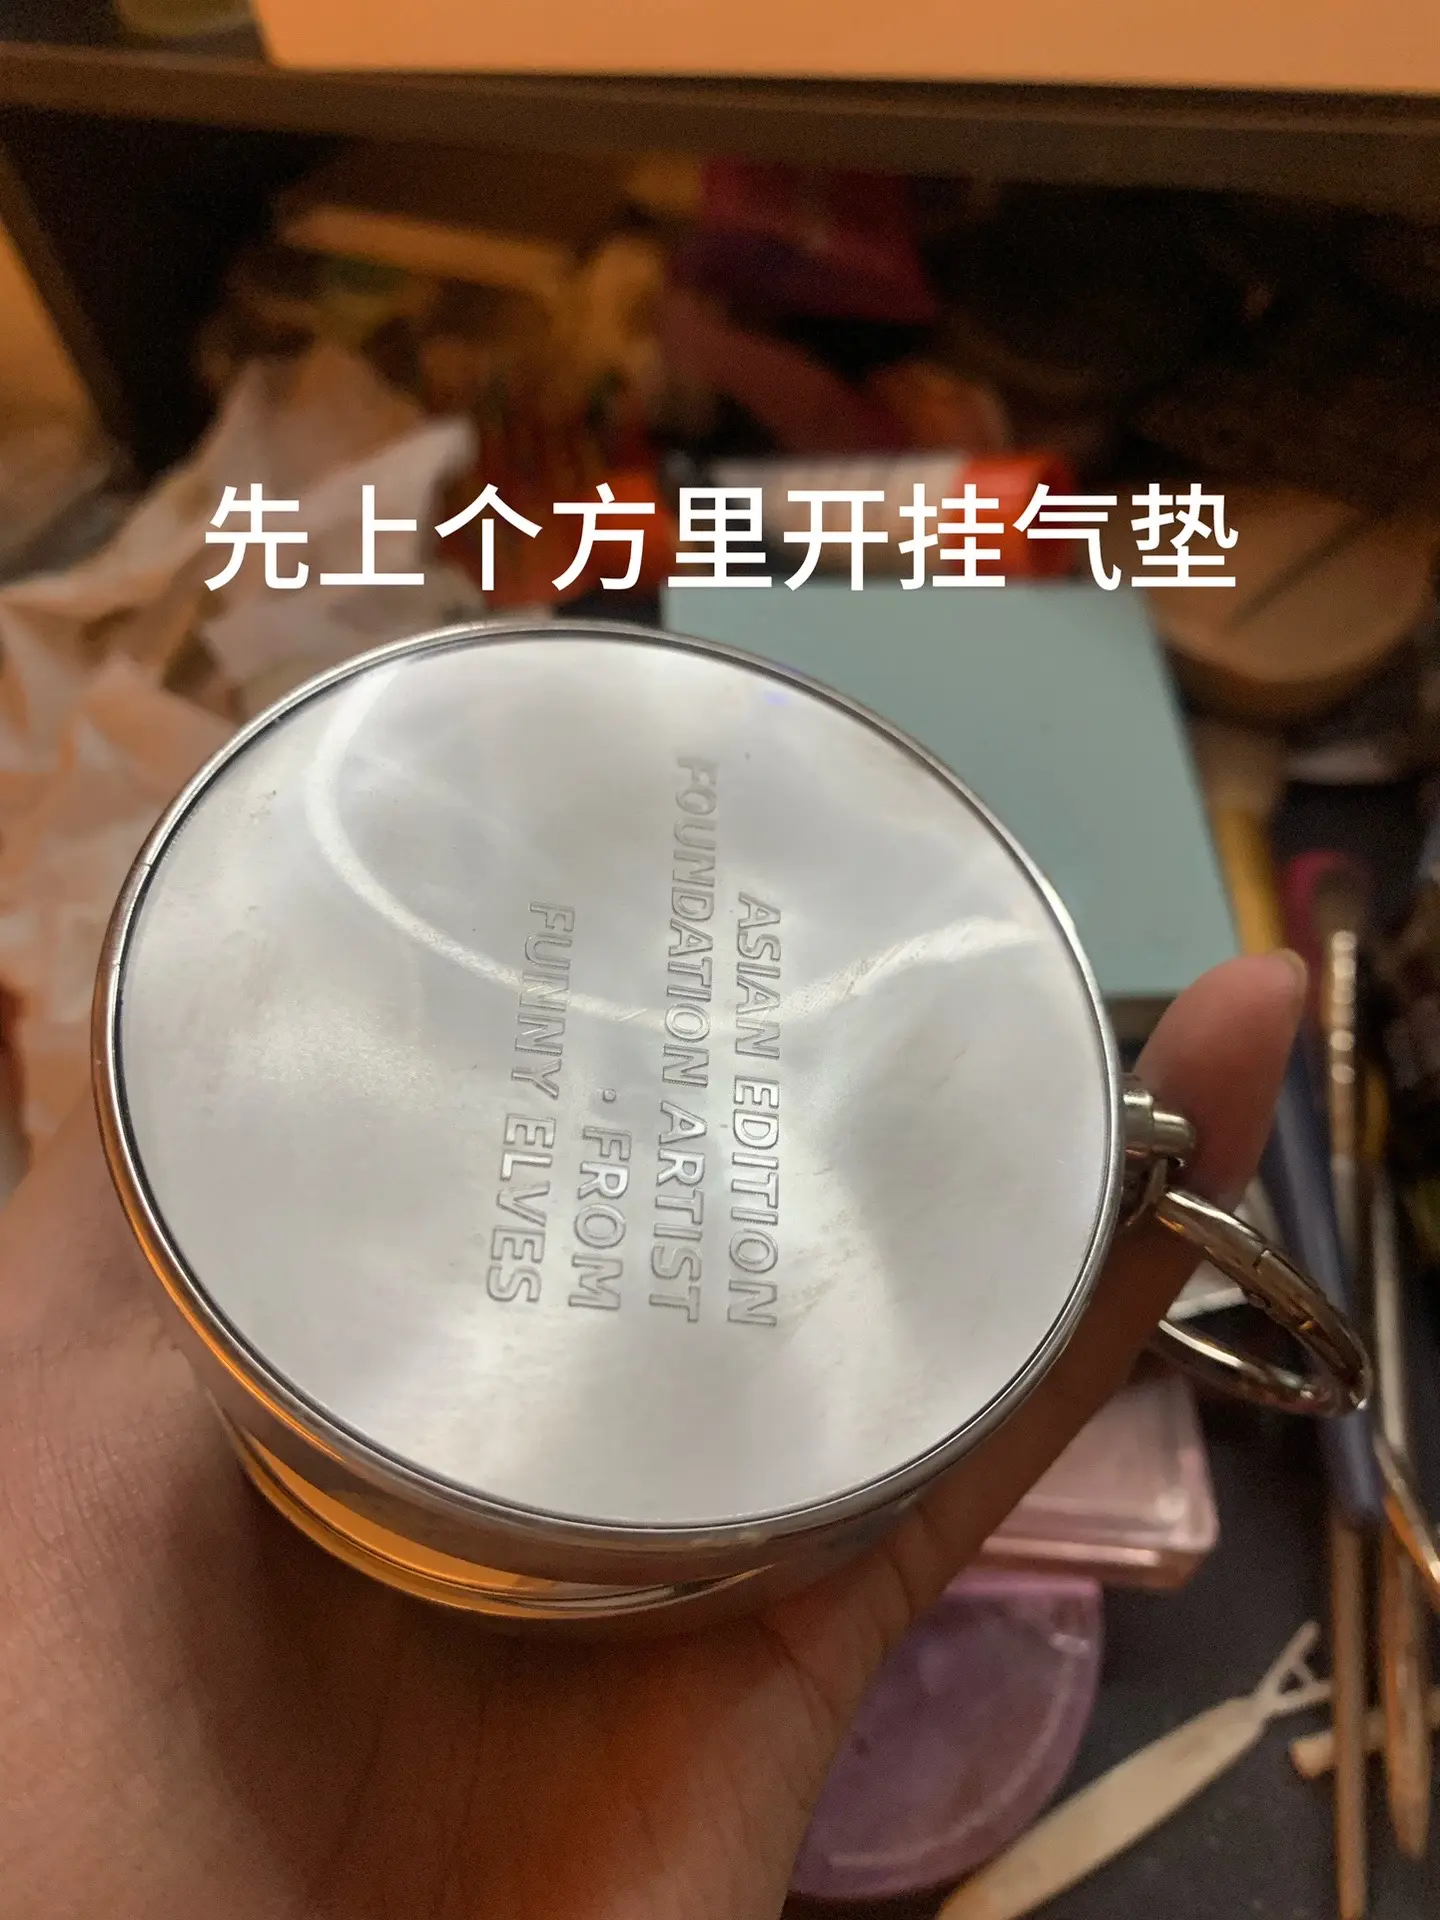 先上个方里开挂气垫
ASIAN EDITION
FOUNDATION ARTIST
: FROM
FUNNY ELVES